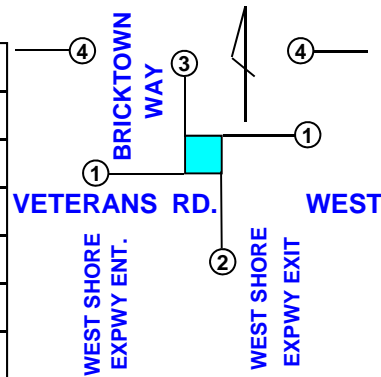 4
BRICKTOWN
WAY
3
4
1
1
VETERANS RD. WEST
2
WEST SHORE
EXPWY ENT.
WEST SHORE
EXPWY EXIT